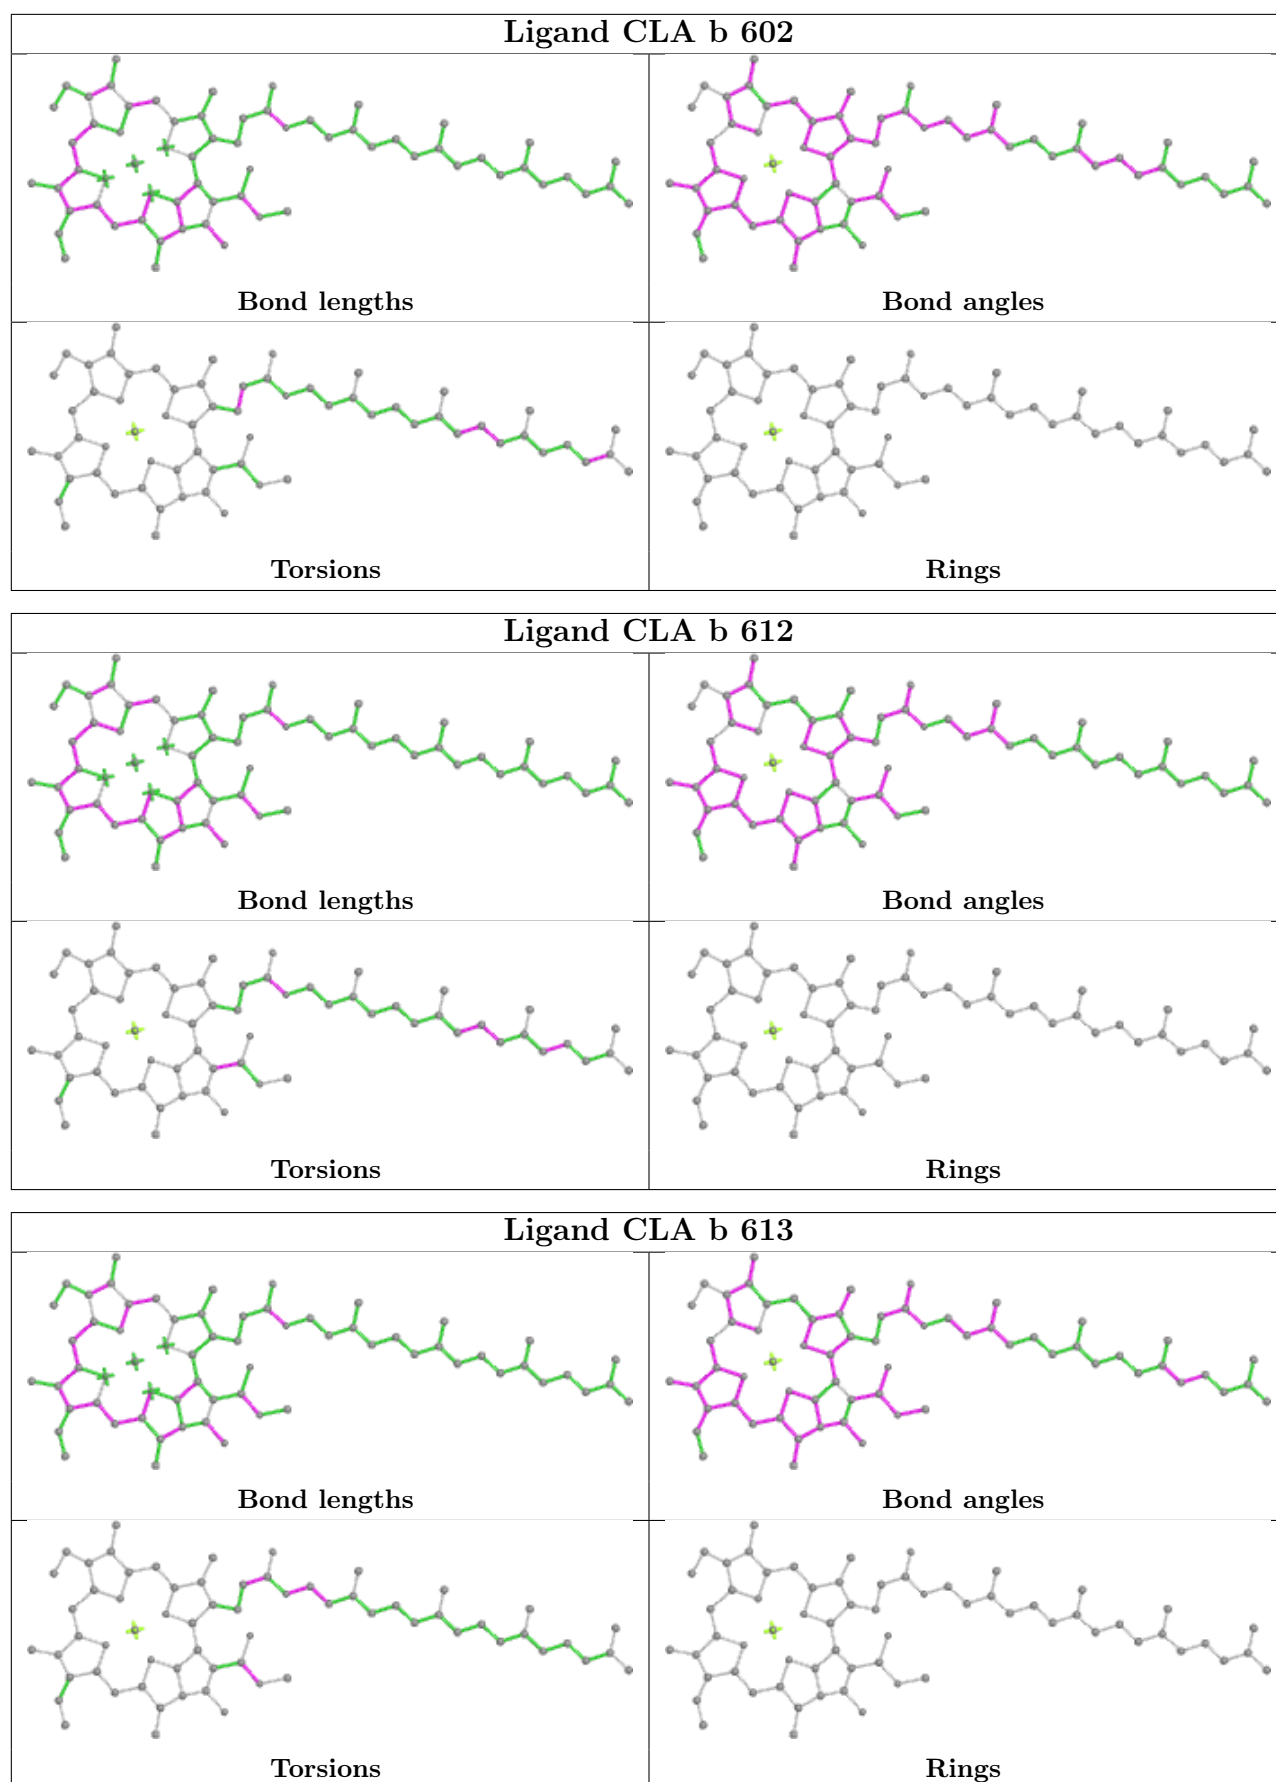 Ligand CLA b 602
Bond lengths
Bond angles
Torsions
Rings
Ligand CLA b 612
Bond lengths
Bond angles
Torsions
Rings
Ligand CLA b 613
Bond lengths
Bond angles
Torsions
Rings